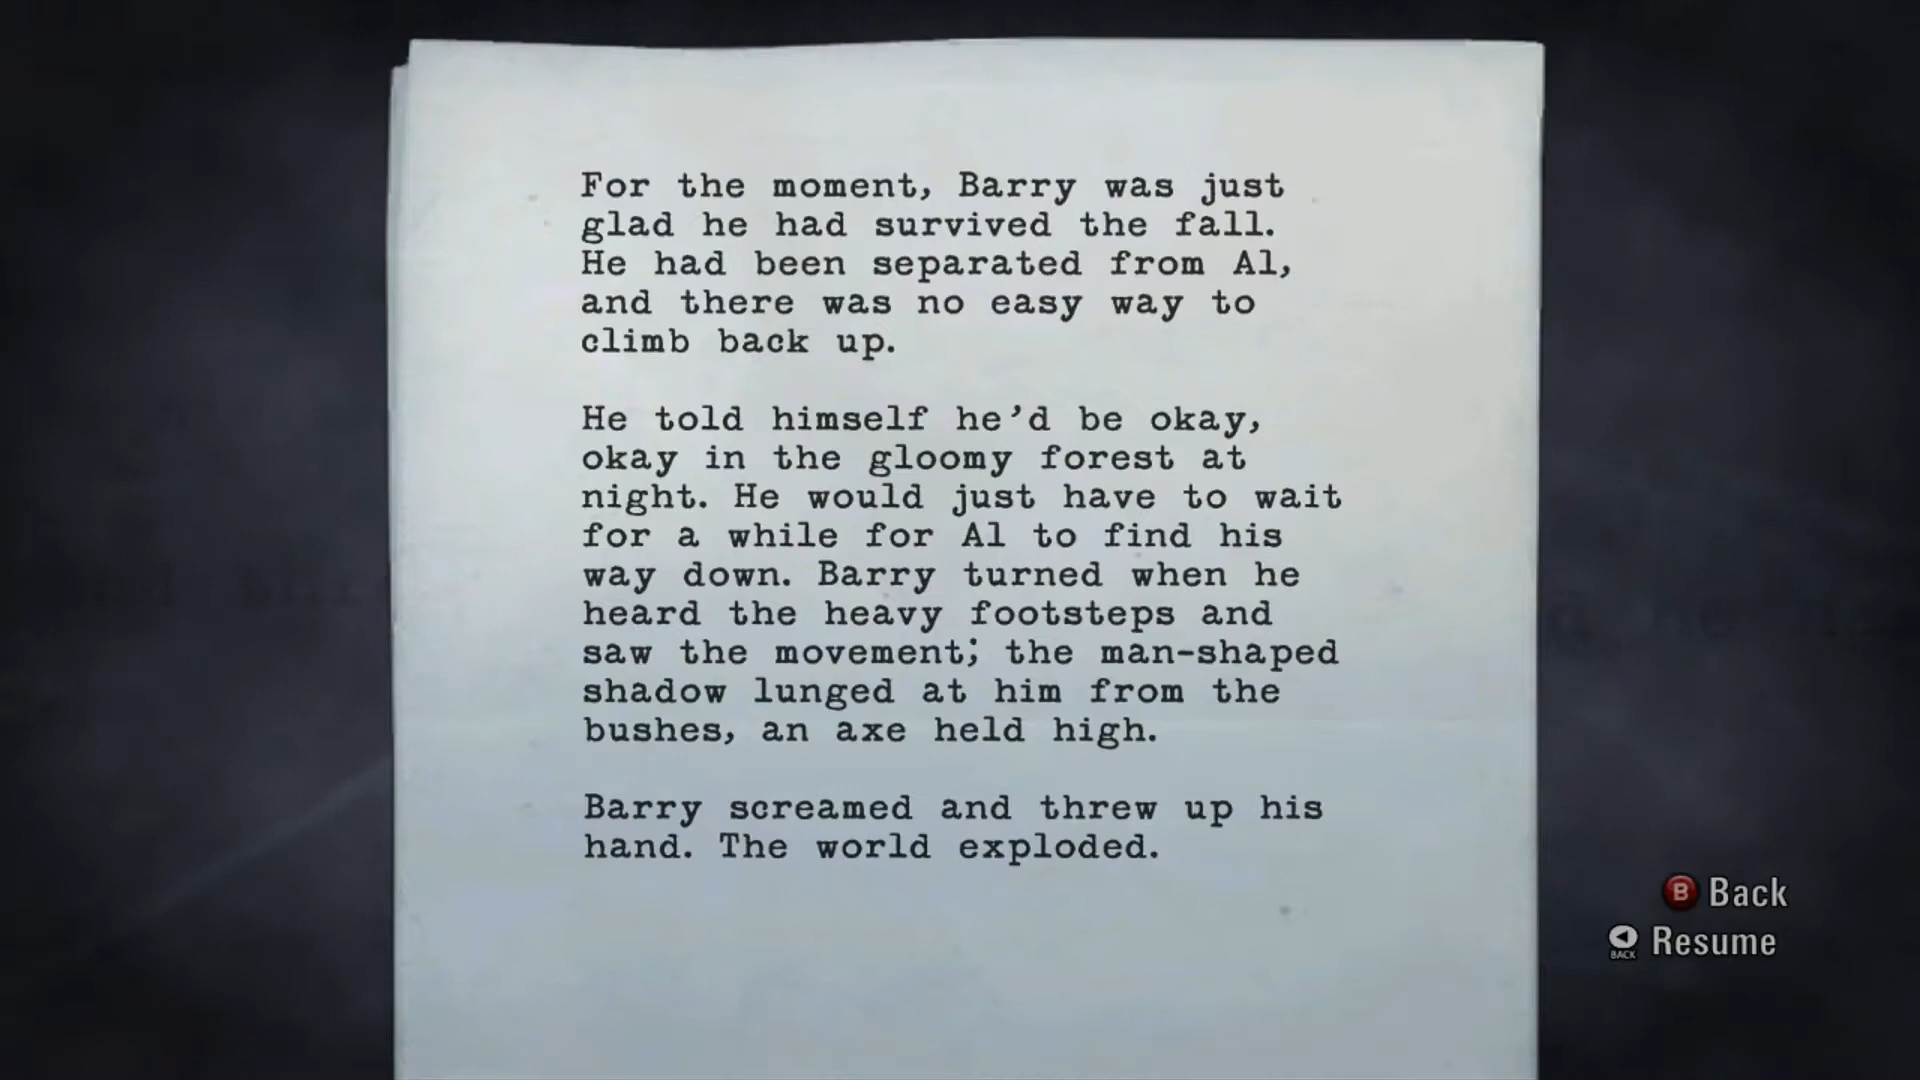 For the moment, Barry was just
glad he had survived the fall.
He had been separated from Al,
and there was no easy way to
climb back up.
He told himself he'd be okay,
okay in the gloomy forest at
night. He would just have to wait
for a while for Al to find his
way down. Barry turned when he
heard the heavy footsteps and
saw the movement; the man-shaped
shadow lunged at him from the
bushes, an axe held high.
Barry screamed and threw up his
hand. The world exploded.
B Back
BACK Resume